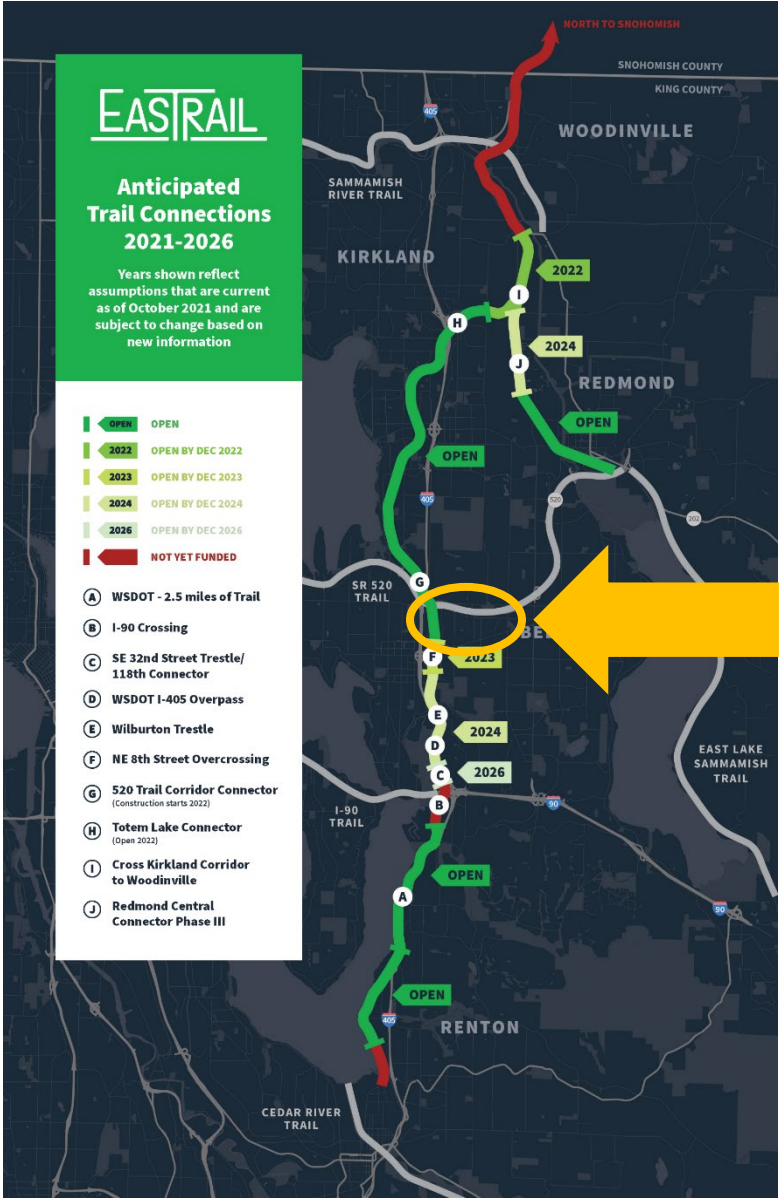 EASTRAIL
Anticipated
Trail Connections
2021-2026
Years shown reflect
assumptions that are current
as of October 2021 and are
subject to change based on
new information
OPEN OPEN
2022 OPEN BY DEC 2022
2023 OPEN BY DEC 2023
2024 OPEN BY DEC 2024
2026 OPEN BY DEC 2026
NOT YET FUNDED
A WSDOT - 2.5 miles of Trail
B I-90 Crossing
C SE 32nd Street Trestle/
118th Connector
D WSDOT I-405 Overpass
E Wilburton Trestle
F NE 8th Street Overcrossing
G 520 Trail Corridor Connector
(Construction starts 2022)
H Totem Lake Connector
(Open 2022)
I Cross Kirkland Corridor
to Woodinville
J Redmond Central
Connector Phase III
NORTH TO SNOHOMISH
SNOHOMISH COUNTY
KING COUNTY
405
WOODINVILLE
SAMMAMISH
RIVER TRAIL
KIRKLAND
2022
I
H
2024
J
REDMOND
OPEN
OPEN
405
520
202
G
SR 520
TRAIL
BE
F
2023
E
2024
D
EAST LAKE
SAMMAMISH
TRAIL
C
2026
B
I-90
TRAIL
90
OPEN
A
90
OPEN
405
RENTON
CEDAR RIVER
TRAIL